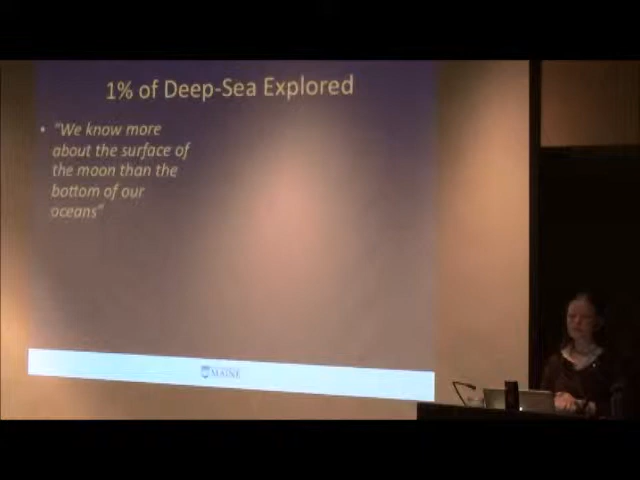 1% of Deep-Sea Explored
• "We know more
about the surface of
the moon than the
bottom of our
oceans"
MAINE